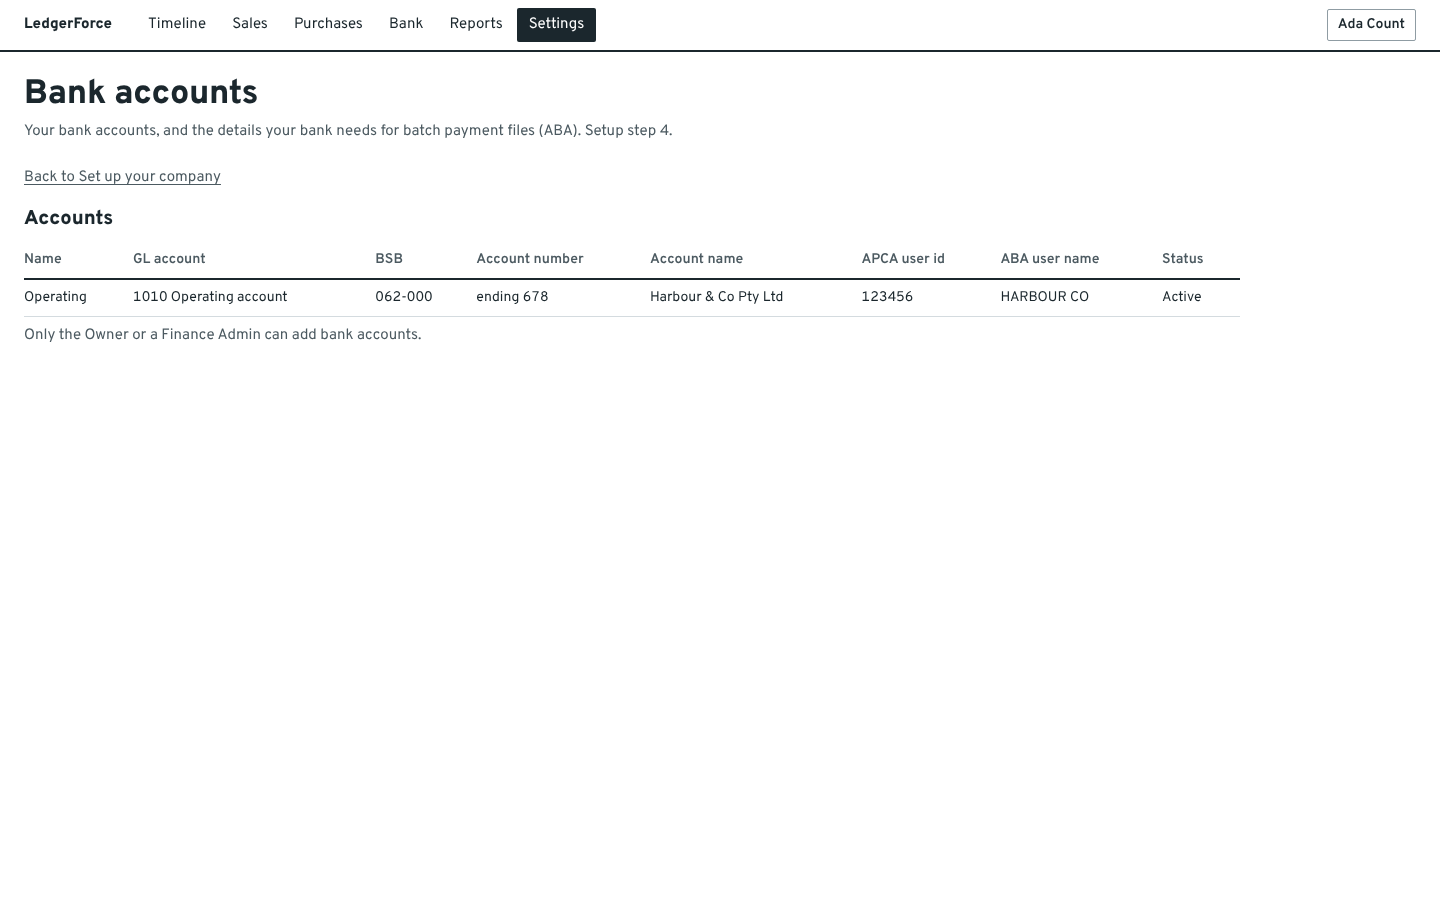 LedgerForce Timeline Sales Purchases Bank Reports Settings Ada Count
Bank accounts
Your bank accounts, and the details your bank needs for batch payment files (ABA). Setup step 4.
Back to Set up your company
Accounts
Name GL account BSB Account number Account name APCA user id ABA user name Status
Operating 1010 Operating account 062-000 ending 678 Harbour & Co Pty Ltd 123456 HARBOUR CO Active
Only the Owner or a Finance Admin can add bank accounts.